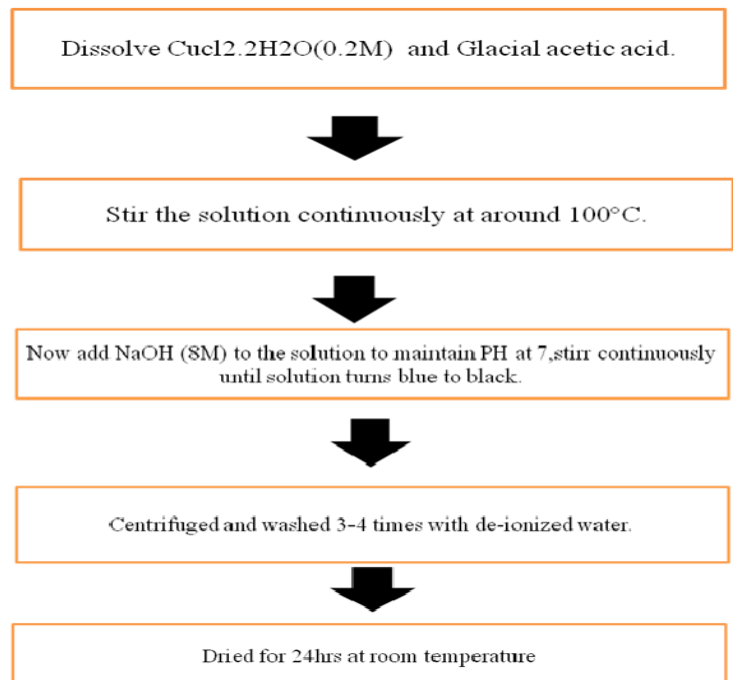 Dissolve Cucl2.2H2O(0.2M) and Glacial acetic acid.
Stir the solution continuously at around 100°C.
Now add NaOH (8M) to the solution to maintain PH at 7,stirr continuously
until solution turns blue to black.
Centrifuged and washed 3-4 times with de-ionized water.
Dried for 24hrs at room temperature